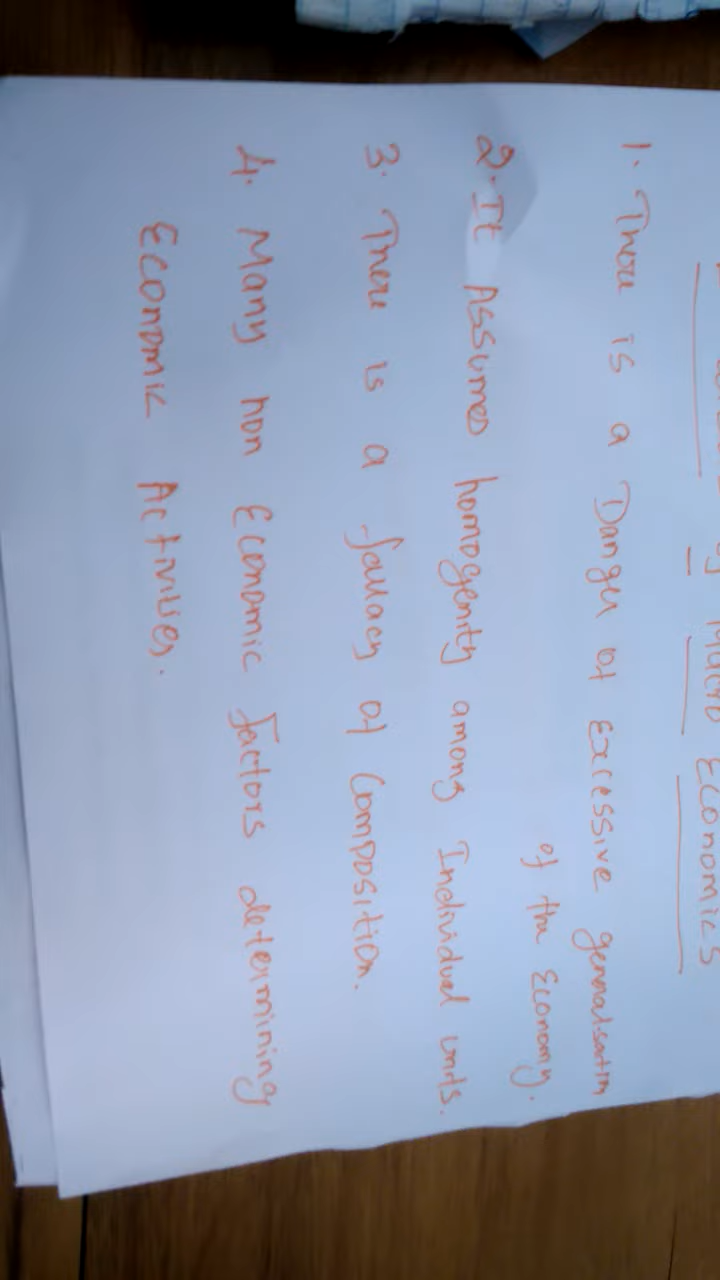 of Macro Economics
1. There is a Danger of Excessive generalisation
of the Economy.
2. It Assumes homogenity among Individual units.
3. There is a fallacy of Composition.
4. Many non Economic factors determining
Economic Activities.